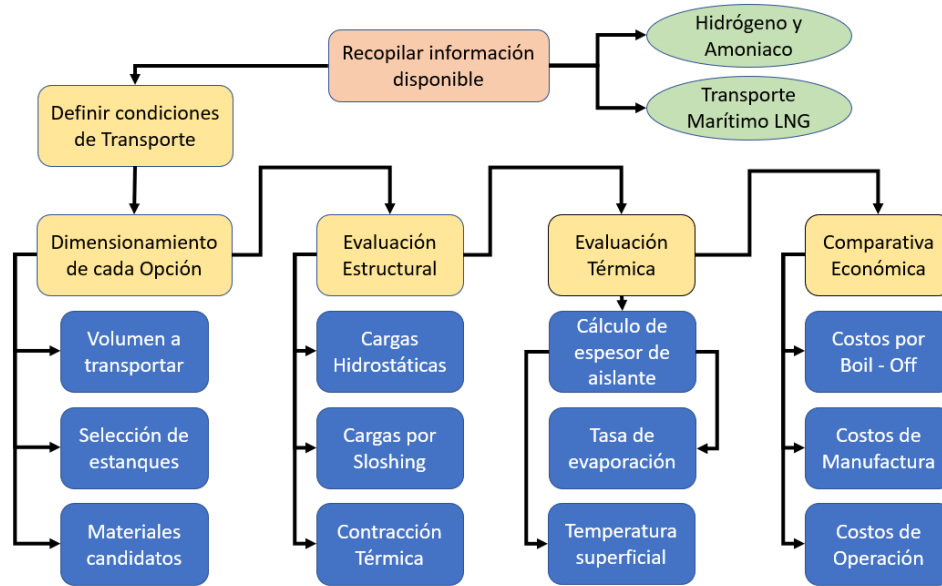 Recopilar información
disponible
Hidrógeno y
Amoniaco
Transporte
Marítimo LNG
Definir condiciones
de Transporte
Dimensionamiento
de cada Opción
Volumen a
transportar
Selección de
estanques
Materiales
candidatos
Evaluación
Estructural
Cargas
Hidrostáticas
Cargas por
Sloshing
Contracción
Térmica
Evaluación
Térmica
Cálculo de
espesor de
aislante
Tasa de
evaporación
Temperatura
superficial
Comparativa
Económica
Costos por
Boil - Off
Costos de
Manufactura
Costos de
Operación